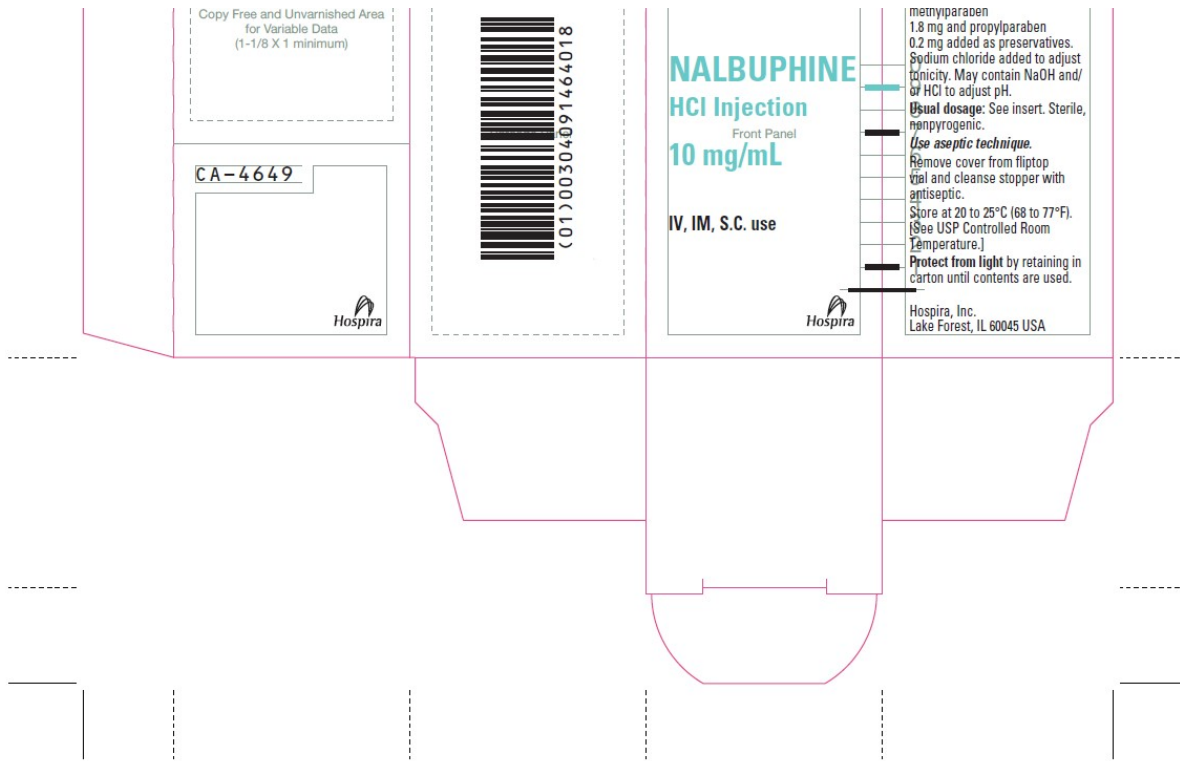 Copy Free and Unvarnished Area
for Variable Data
(1-1/8 X 1 minimum)
CA-4649
Hospira
(01)00304091464018
NALBUPHINE
HCl Injection
Front Panel
10 mg/mL
IV, IM, S.C. use
Hospira
methylparaben
1.8 mg and propylparaben
0.2 mg added as preservatives.
Sodium chloride added to adjust
tonicity. May contain NaOH and/
or HCl to adjust pH.
Usual dosage: See insert. Sterile,
nonpyrogenic.
Use aseptic technique.
Remove cover from fliptop
vial and cleanse stopper with
antiseptic.
Store at 20 to 25°C (68 to 77°F).
[See USP Controlled Room
Temperature.]
Protect from light by retaining in
carton until contents are used.
Hospira, Inc.
Lake Forest, IL 60045 USA